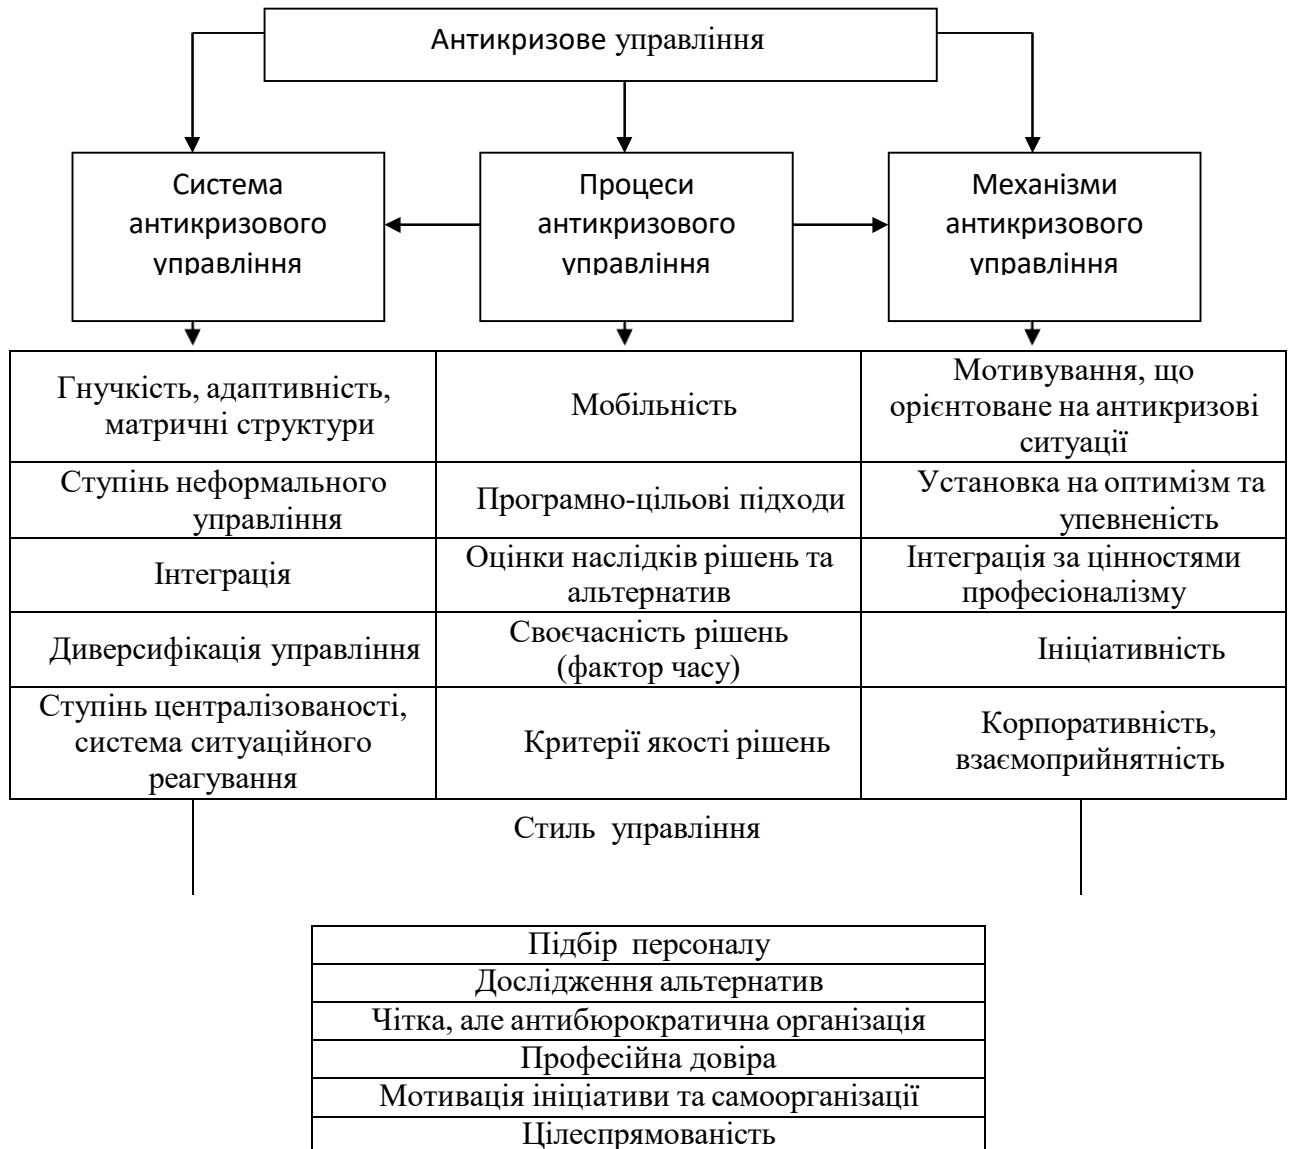 Антикризове управління
Система
антикризового
управління
Процеси
антикризового
управління
Механізми
антикризового
управління
Гнучкість, адаптивність,
матричні структури
Мобільність
Мотивування, що
орієнтоване на антикризові
ситуації
Ступінь неформального
управління
Програмно-цільові підходи
Установка на оптимізм та
упевненість
Інтеграція
Оцінки наслідків рішень та
альтернатив
Інтеграція за цінностями
професіоналізму
Диверсифікація управління
Своєчасність рішень
(фактор часу)
Ініціативність
Ступінь централізованості,
система ситуаційного
реагування
Критерії якості рішень
Корпоративність,
взаємоприйнятність
Стиль управління
Підбір персоналу
Дослідження альтернатив
Чітка, але антибюрократична організація
Професійна довіра
Мотивація ініціативи та самоорганізації
Цілеспрямованість